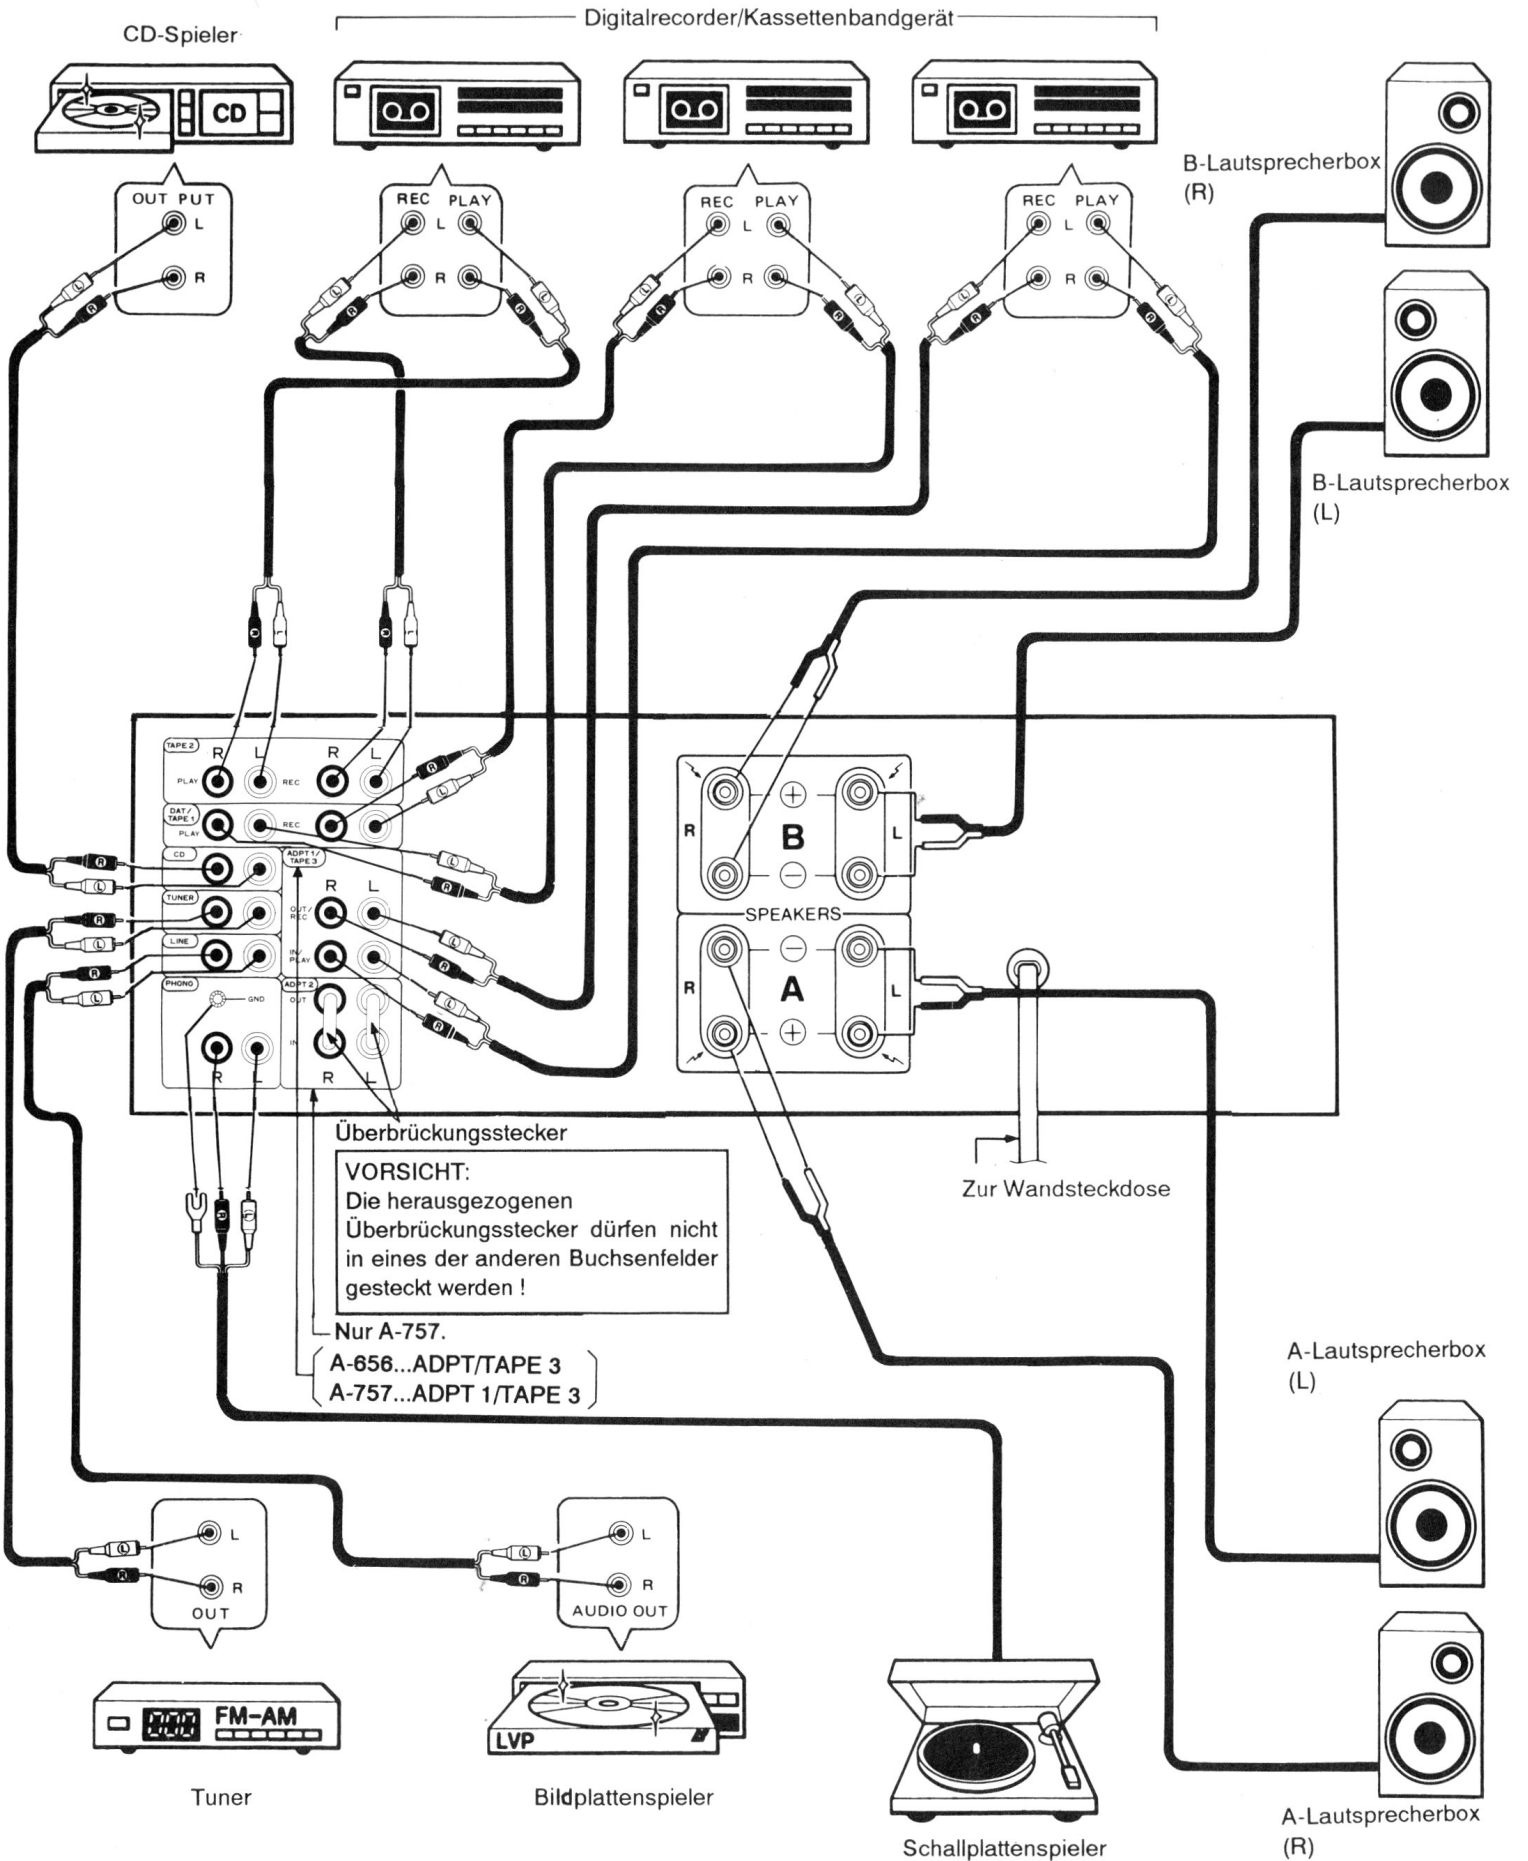 Digitalrecorder/Kassettenbandgerät
CD-Spieler
CD
B-Lautsprecherbox
(R)
OUT PUT
L
R
REC PLAY
L
R
REC PLAY
L
R
REC PLAY
L
R
B-Lautsprecherbox
(L)
L
R
L
R
L
R
L
R
L
R
L
R
L
R
R
L
R
L
TAPE 2
R L R L
PLAY REC
DAT/
TAPE 1
PLAY REC
R
L
CD
ADPT 1/
TAPE 3
R
L
L
R
R L
TUNER
OUT/
REC
R
L
L
R
LINE
IN/
PLAY
R
L
L
R
PHONO
GND
ADPT 2
OUT
IN
R L
R L
R
B
L
SPEAKERS
R
A
L
Überbrückungsstecker
VORSICHT:
Die herausgezogenen
Überbrückungsstecker dürfen nicht
in eines der anderen Buchsenfelder
gesteckt werden !
Zur Wandsteckdose
R
L
Nur A-757.
A-656...ADPT/TAPE 3
A-757...ADPT 1/TAPE 3
A-Lautsprecherbox
(L)
L
R
L
R
OUT
L
R
L
R
AUDIO OUT
FM-AM
LVP
Tuner
Bildplattenspieler
Schallplattenspieler
A-Lautsprecherbox
(R)